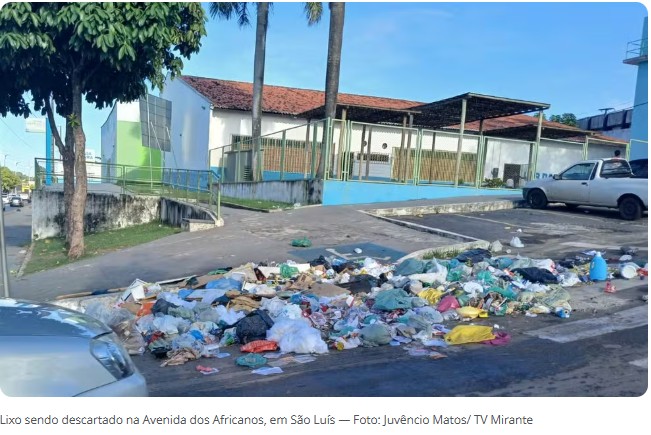 Lixo sendo descartado na Avenida dos Africanos, em São Luís — Foto: Juvêncio Matos/ TV Mirante